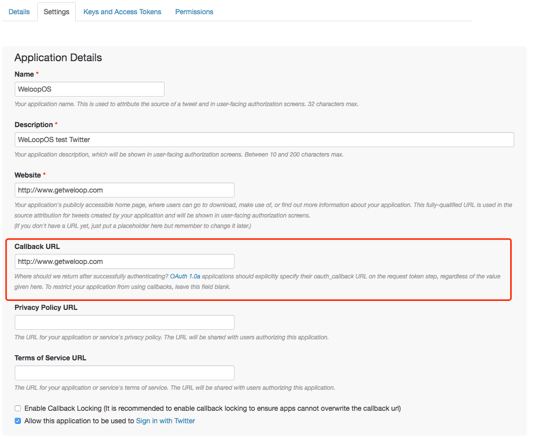 Details Settings Keys and Access Tokens Permissions
Application Details
Name *
WeloopOS
Your application name. This is used to attribute the source of a tweet and in user-facing authorization screens. 32 characters max.
Description *
WeLoopOS test Twitter
Your application description, which will be shown in user-facing authorization screens. Between 10 and 200 characters max.
Website *
http://www.getweloop.com
Your application's publicly accessible home page, where users can go to download, make use of, or find out more information about your application. This fully-qualified URL is used in the
source attribution for tweets created by your application and will be shown in user-facing authorization screens.
(If you don't have a URL yet, just put a placeholder here but remember to change it later.)
Callback URL
http://www.getweloop.com
Where should we return after successfully authenticating? OAuth 1.0a applications should explicitly specify their oauth_callback URL on the request token step, regardless of the value
given here. To restrict your application from using callbacks, leave this field blank.
Privacy Policy URL
The URL for your application or service's privacy policy. The URL will be shared with users authorizing this application.
Terms of Service URL
The URL for your application or service's terms of service. The URL will be shared with users authorizing this application.
Enable Callback Locking (It is recommended to enable callback locking to ensure apps cannot overwrite the callback url)
Allow this application to be used to Sign in with Twitter